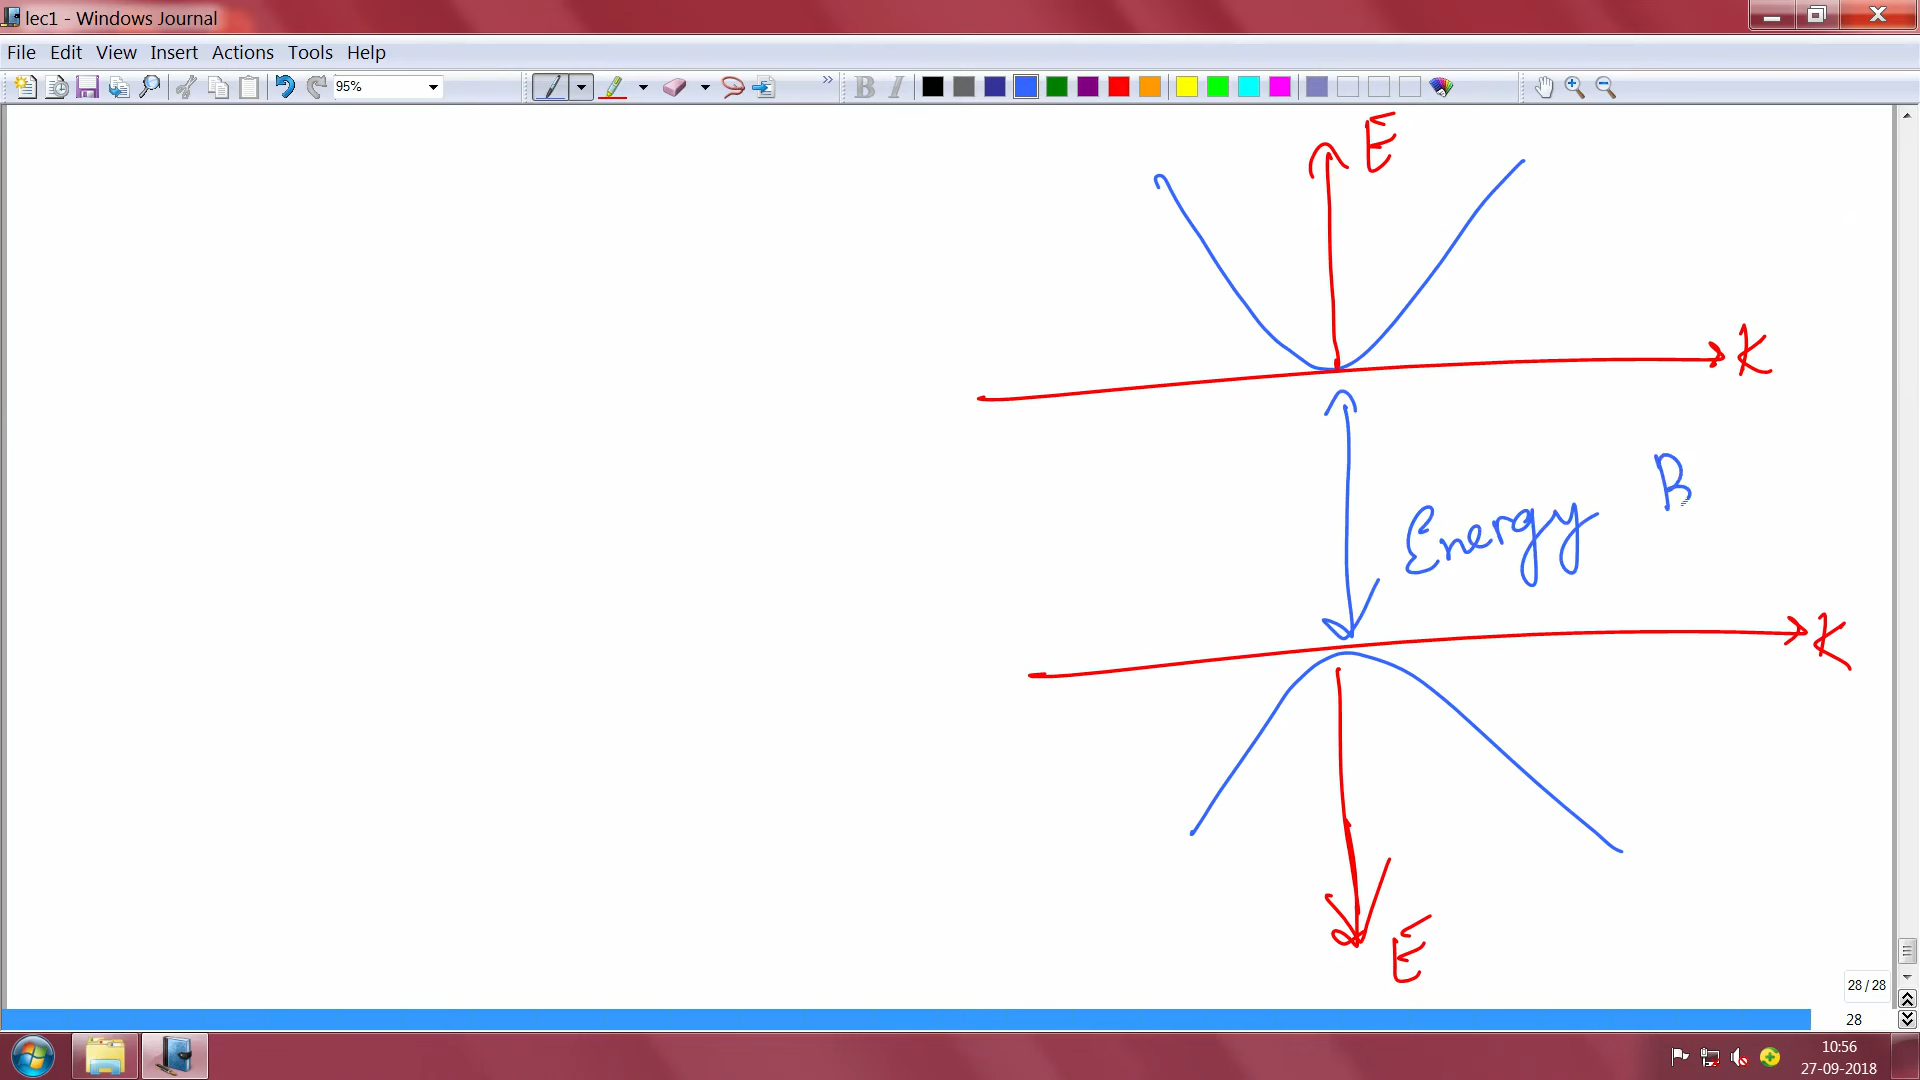 lec1 - Windows Journal
File Edit View Insert Actions Tools Help
95%
B I
E
K
Energy B
K
E
28 / 28
28
10:56
27-09-2018